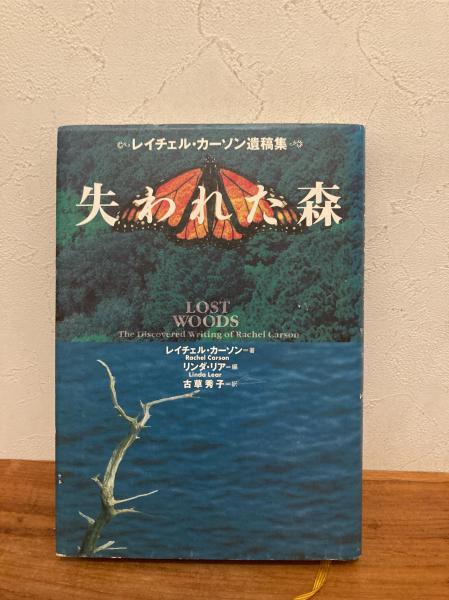 レイチェル・カーソン遺稿集
失われた森
LOST
WOODS
The Discovered Writing of Rachel Carson
レイチェル・カーソン—著
Rachel Carson
リンダ・リア—編
Linda Lear
古草秀子—訳